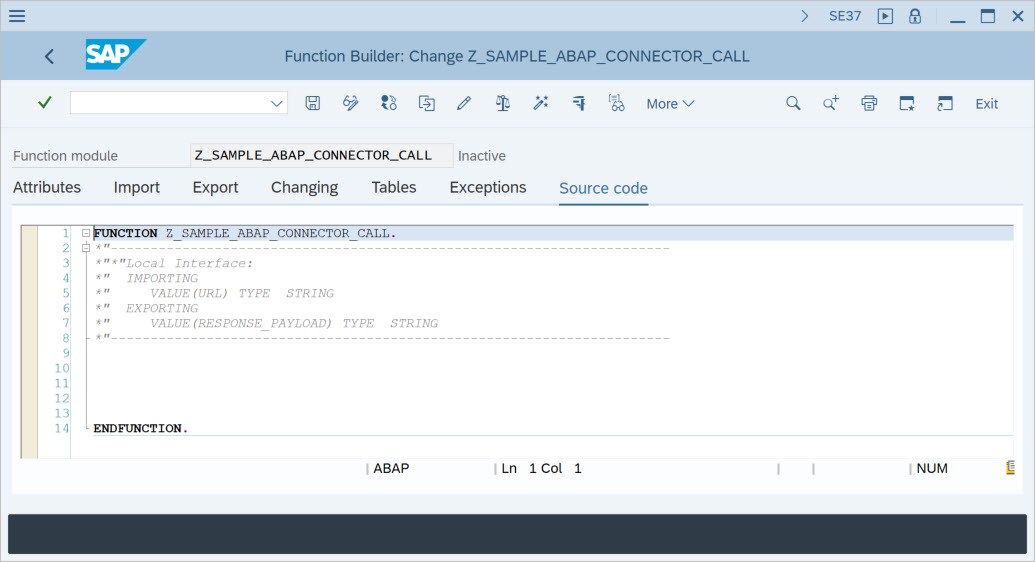 SE37
SAP
Function Builder: Change Z_SAMPLE_ABAP_CONNECTOR_CALL
More
Exit
Function module Z_SAMPLE_ABAP_CONNECTOR_CALL Inactive
Attributes Import Export Changing Tables Exceptions Source code
1 FUNCTION Z_SAMPLE_ABAP_CONNECTOR_CALL.
2 *"----------------------------------------------------------------------
3 *"*"Local Interface:
4 *"  IMPORTING
5 *"     VALUE(URL) TYPE  STRING
6 *"  EXPORTING
7 *"     VALUE(RESPONSE_PAYLOAD) TYPE  STRING
8 *"----------------------------------------------------------------------
9
10
11
12
13
14 ENDFUNCTION.
ABAP Ln 1 Col 1 NUM